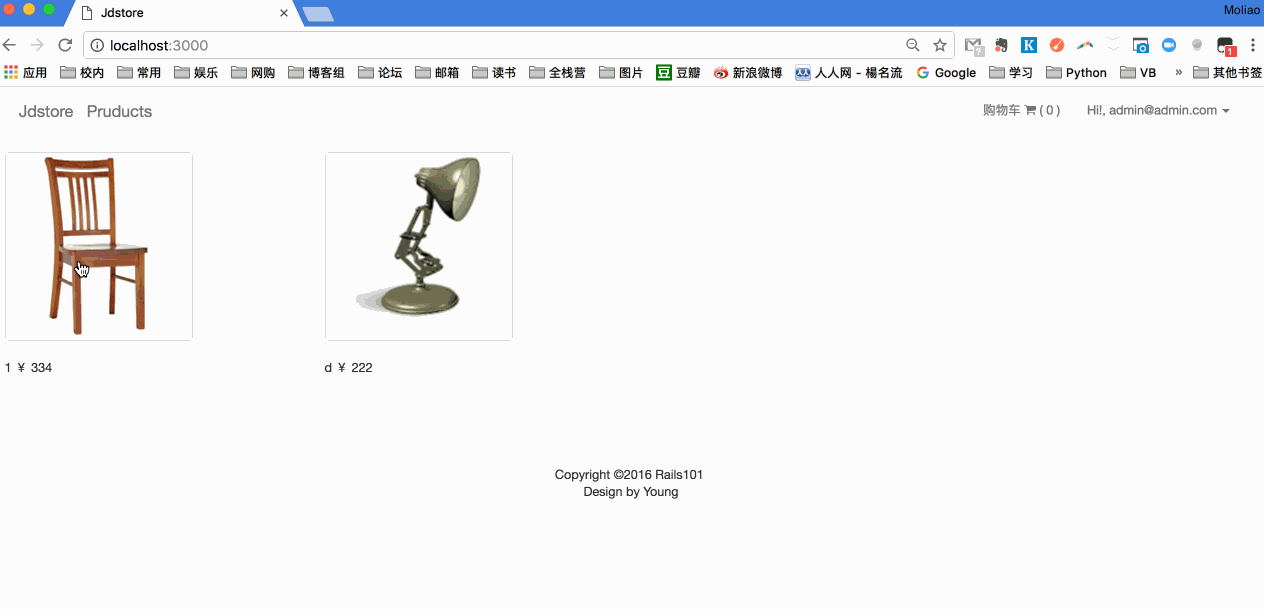 Jdstore
Moliao
localhost:3000
K
?
1
应用 校内 常用 娱乐 网购 博客组 论坛 邮箱 读书 全栈营 图片 豆 豆瓣 新浪微博 人人网 - 楊名流 Google 学习 Python VB » 其他书签
Jdstore Pruducts 购物车 ( 0 ) Hi!, admin@admin.com
1 ¥ 334
d ¥ 222
Copyright ©2016 Rails101
Design by Young